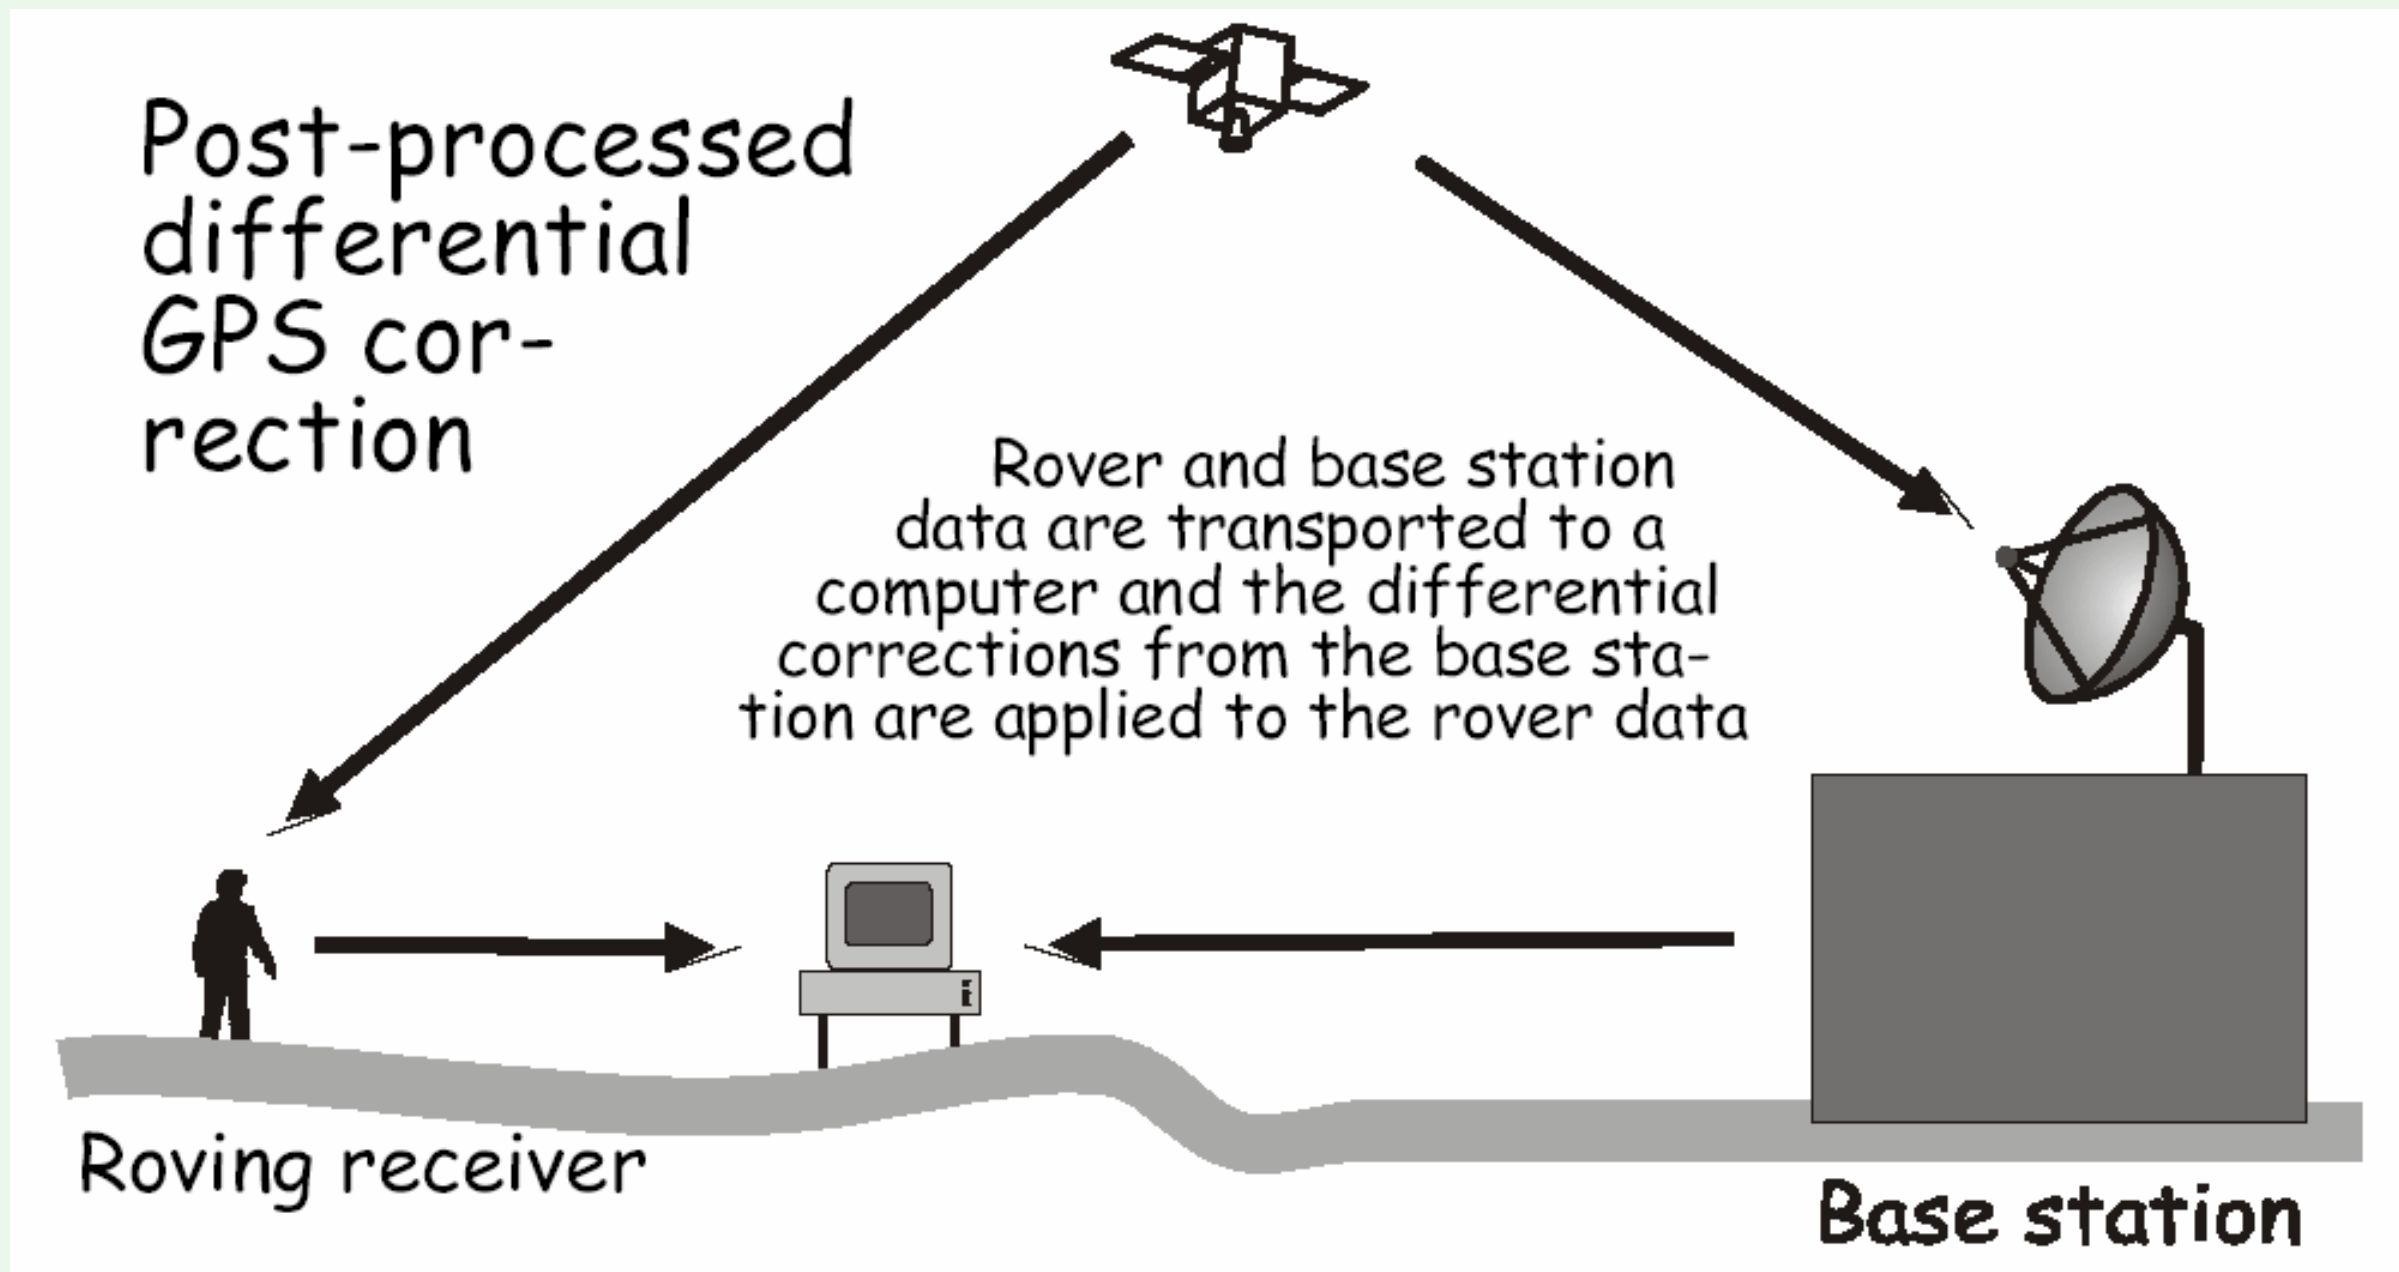 Post-processed
differential
GPS cor-
rection
Rover and base station
data are transported to a
computer and the differential
corrections from the base sta-
tion are applied to the rover data
Roving receiver
Base station